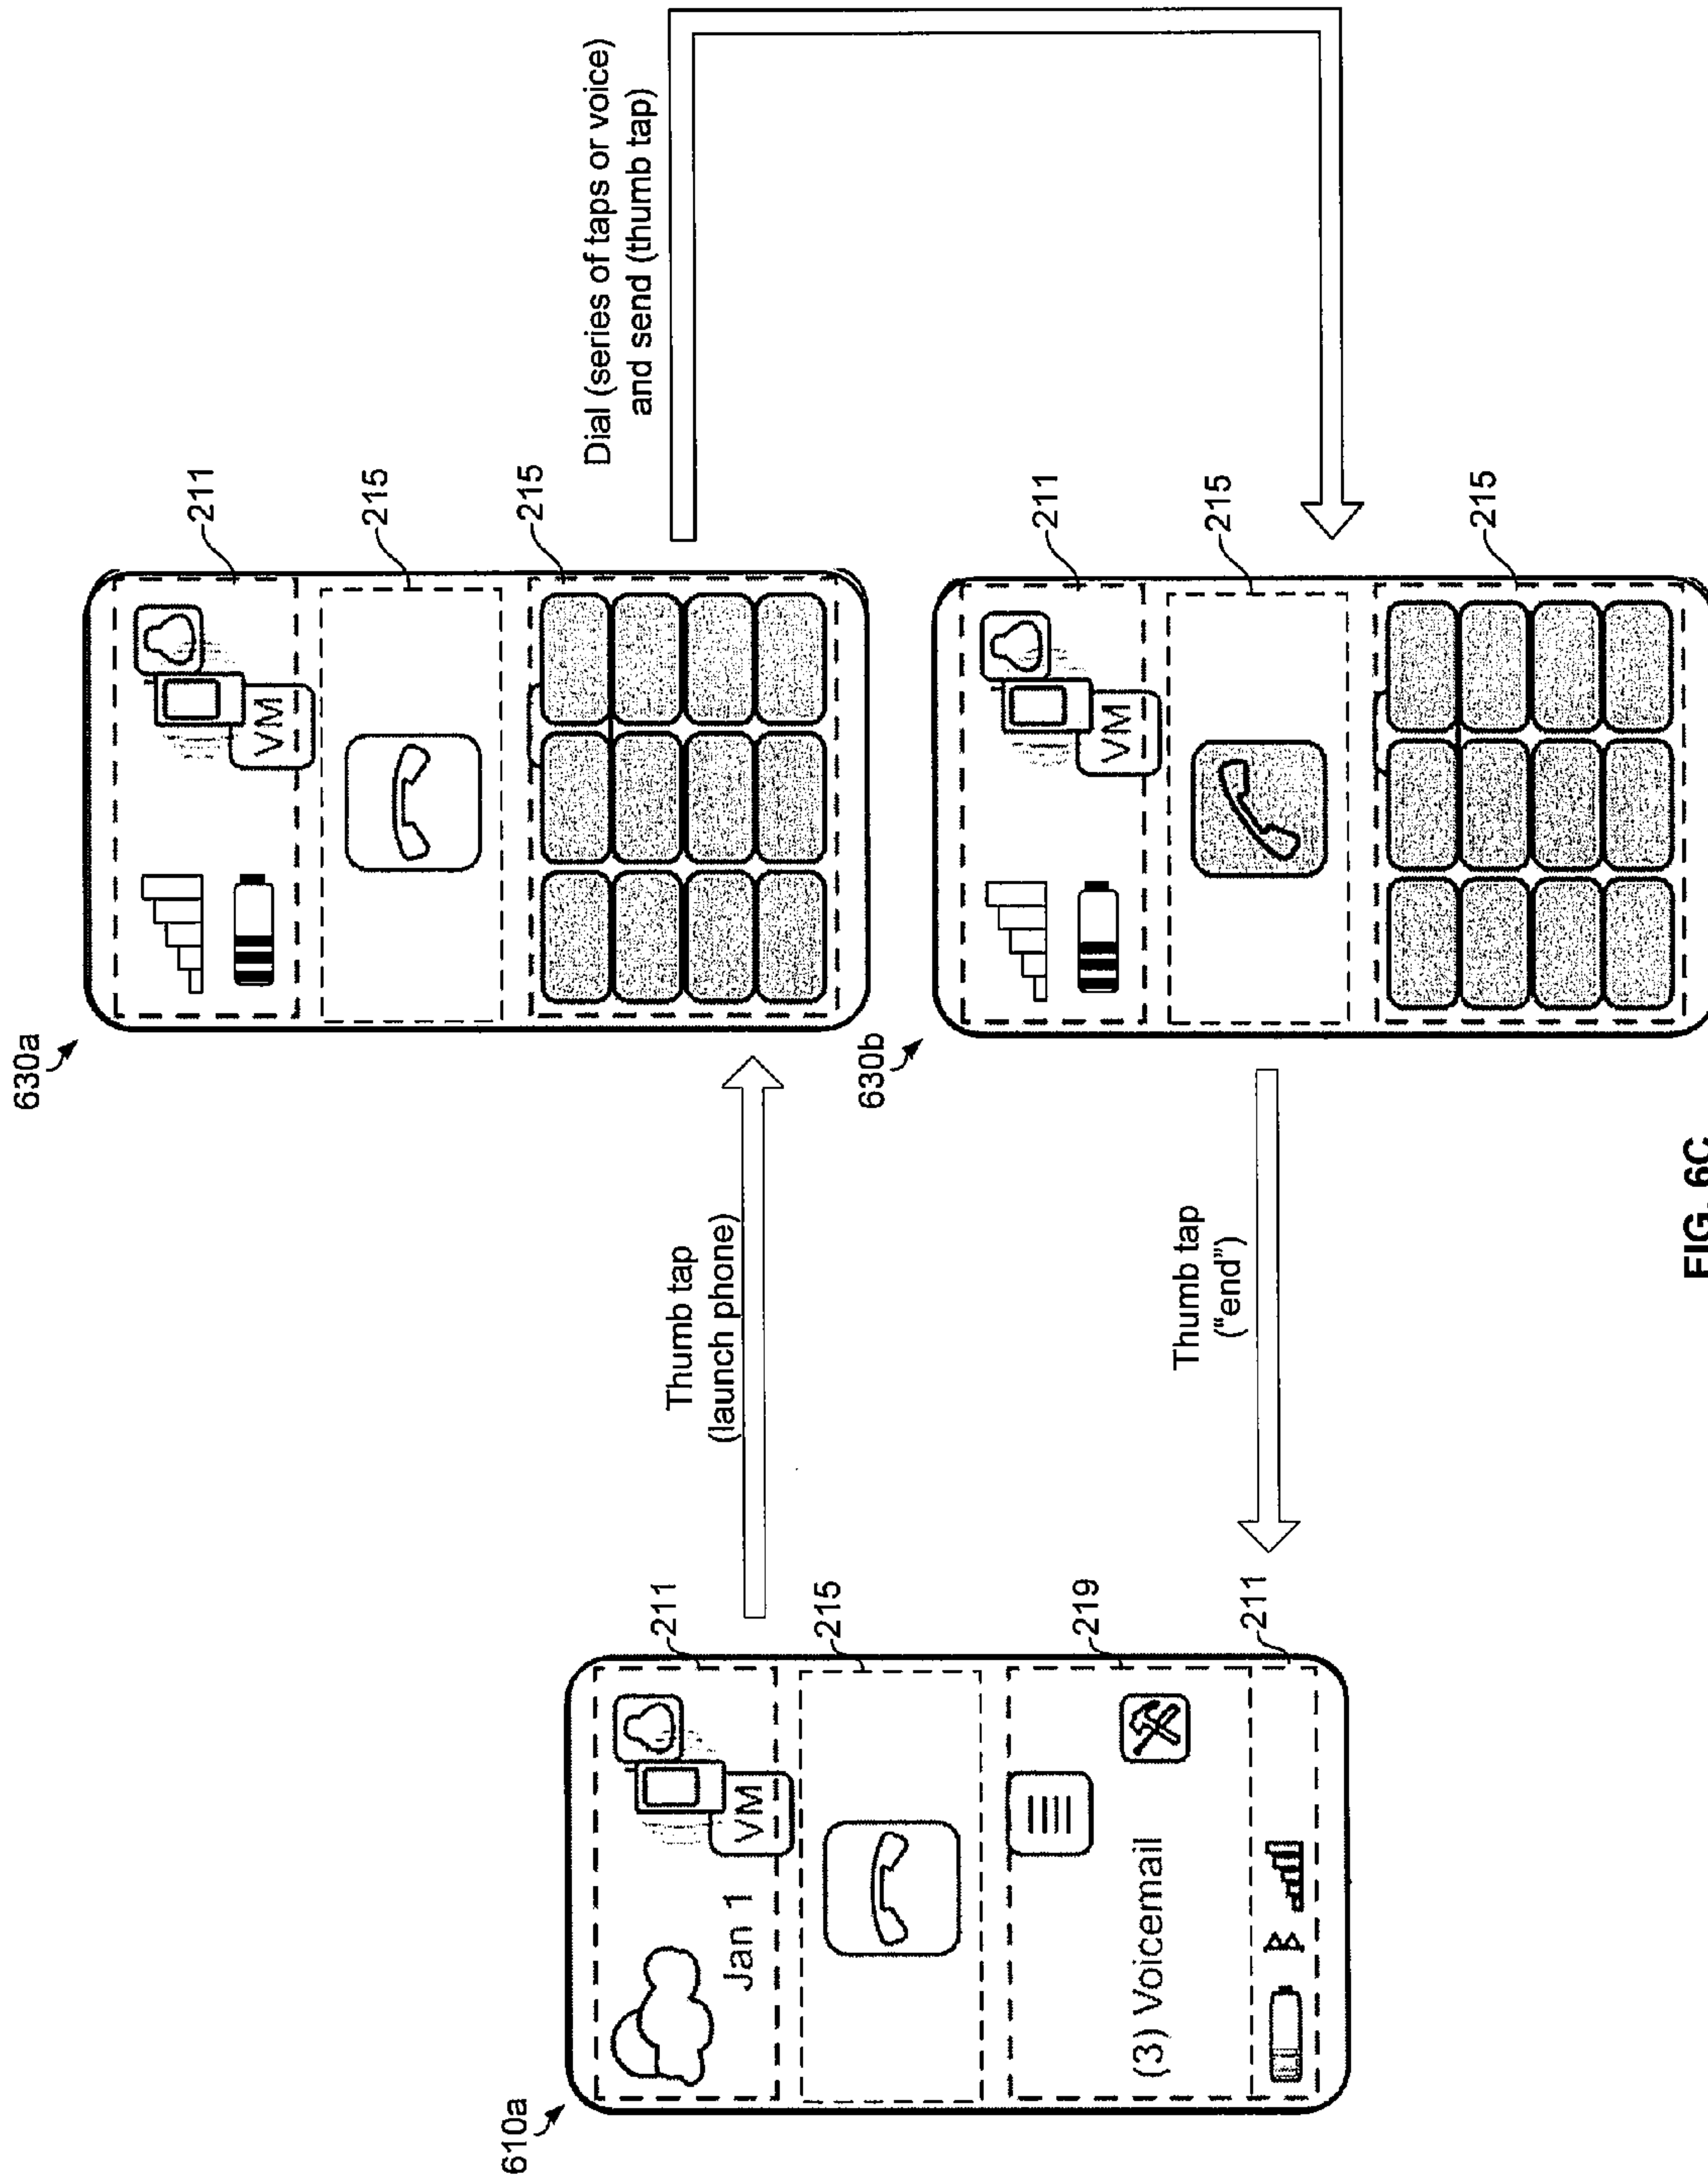 610a
Jan 1
VM
(3) Voicemail
211
215
219
211
Thumb tap
(launch phone)
630a
VM
211
215
215
Dial (series of taps or voice)
and send (thumb tap)
630b
VM
211
215
215
Thumb tap
("end")
FIG. 6C